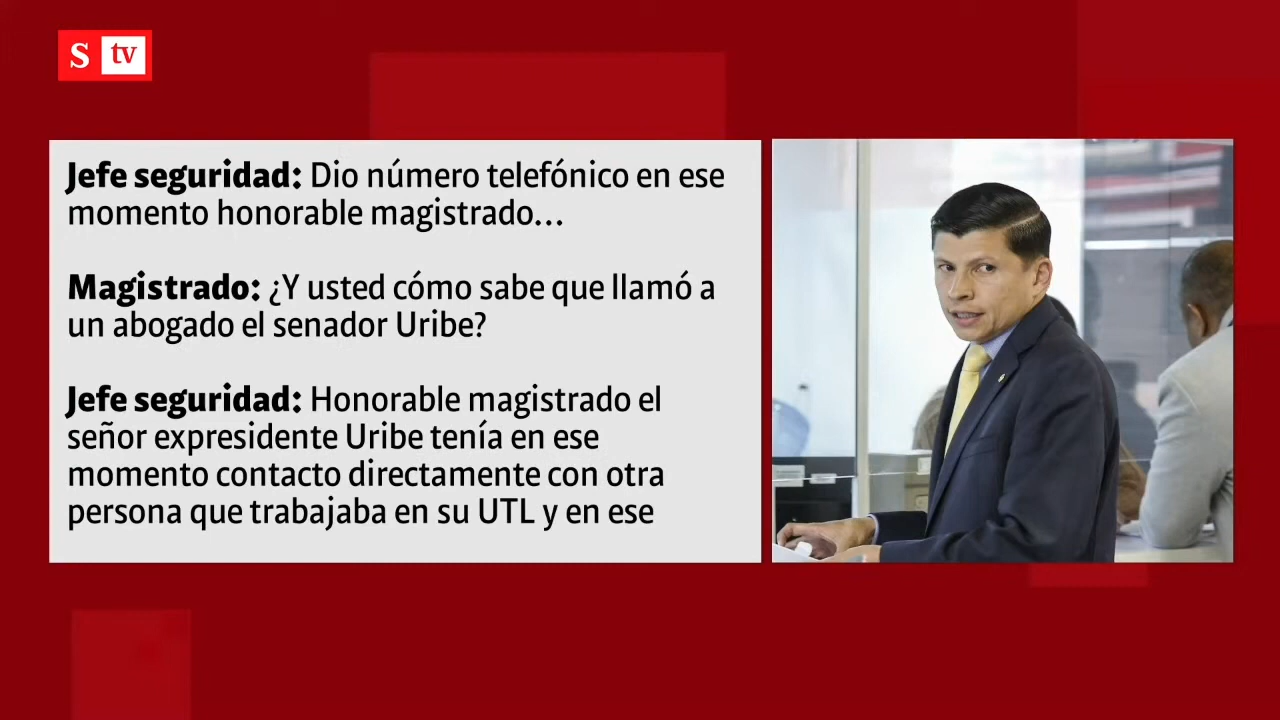 S tv
Jefe seguridad: Dio número telefónico en ese
momento honorable magistrado...
Magistrado: ¿Y usted cómo sabe que llamó a
un abogado el senador Uribe?
Jefe seguridad: Honorable magistrado el
señor expresidente Uribe tenía en ese
momento contacto directamente con otra
persona que trabajaba en su UTL y en ese